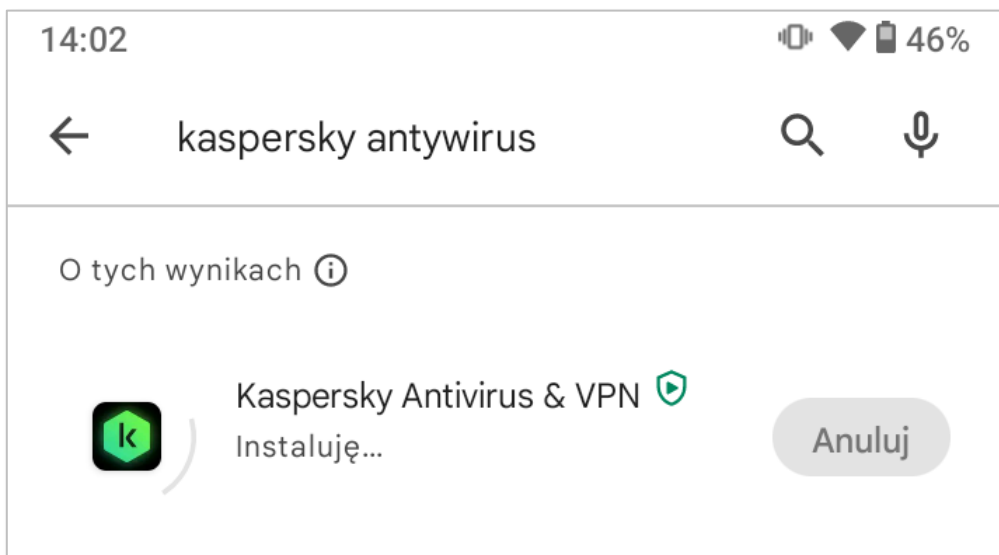 14:02 46%
kaspersky antywirus
O tych wynikach
Kaspersky Antivirus & VPN
Instaluję...
Anuluj